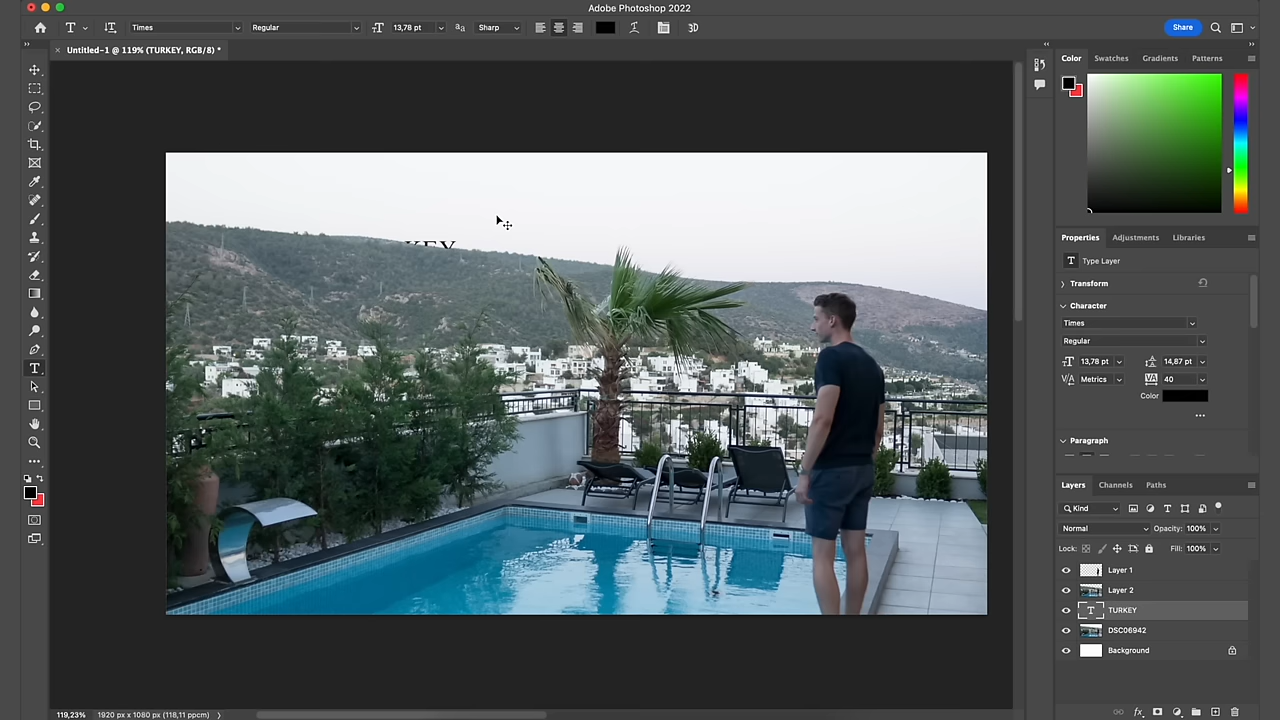 Adobe Photoshop 2022
Times
Regular
13,78 pt
Sharp
3D
Share
Untitled-1 @ 119% (TURKEY, RGB/8) *
Color
Swatches
Gradients
Patterns
KEY
Properties
Adjustments
Libraries
Type Layer
Transform
Character
Times
Regular
13,78 pt
14,87 pt
Metrics
40
Color
Paragraph
Layers
Channels
Paths
Kind
Normal
Opacity: 100%
Lock:
Fill: 100%
Layer 1
Layer 2
TURKEY
DSC06942
Background
119,23%
1920 px x 1080 px (118,11 ppcm)